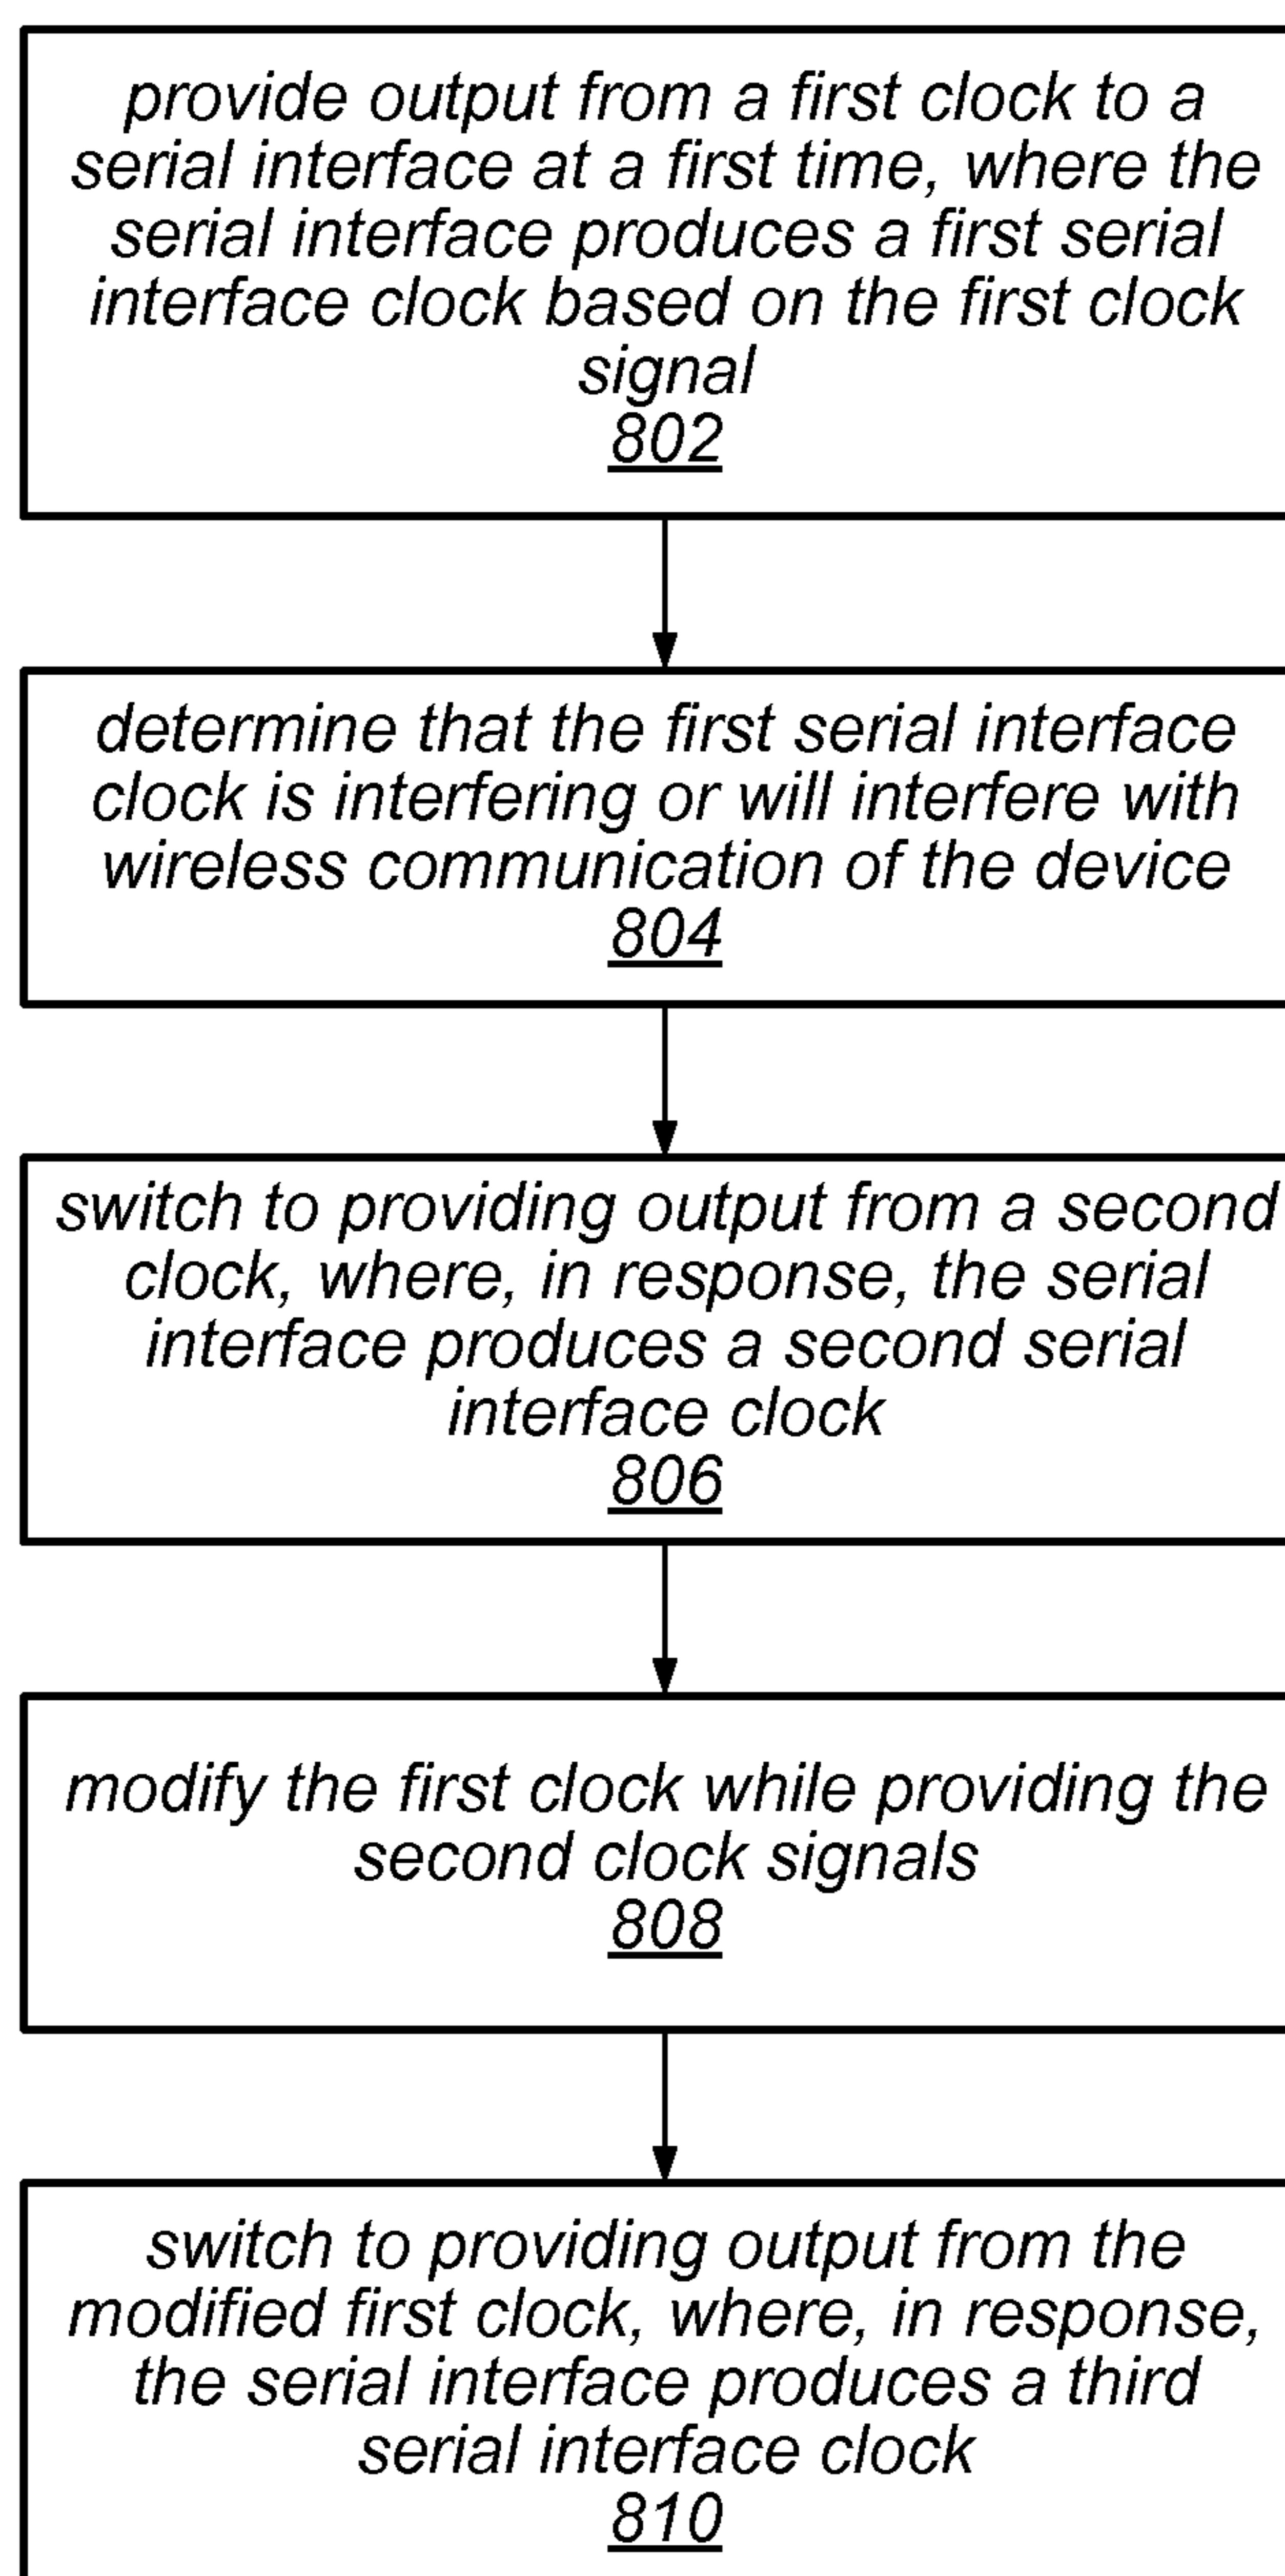 provide output from a first clock to a
serial interface at a first time, where the
serial interface produces a first serial
interface clock based on the first clock
signal
802
determine that the first serial interface
clock is interfering or will interfere with
wireless communication of the device
804
switch to providing output from a second
clock, where, in response, the serial
interface produces a second serial
interface clock
806
modify the first clock while providing the
second clock signals
808
switch to providing output from the
modified first clock, where, in response,
the serial interface produces a third
serial interface clock
810